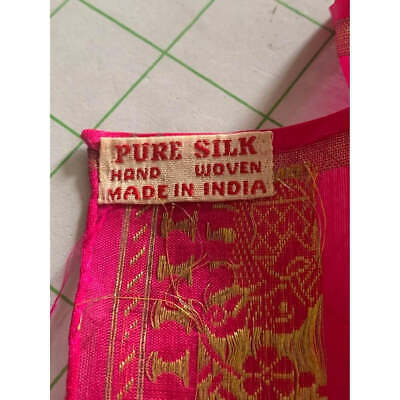 PURE SILK
HAND WOVEN
MADE IN INDIA